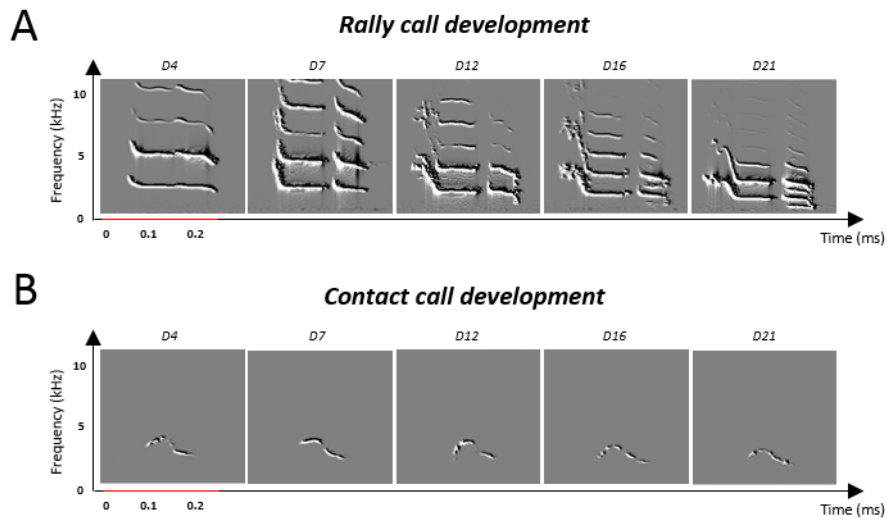 A
Rally call development
D4 D7 D12 D16 D21
Frequency (kHz)
10
5
0
0 0.1 0.2
Time (ms)
B
Contact call development
D4 D7 D12 D16 D21
Frequency (kHz)
10
5
0
0 0.1 0.2
Time (ms)